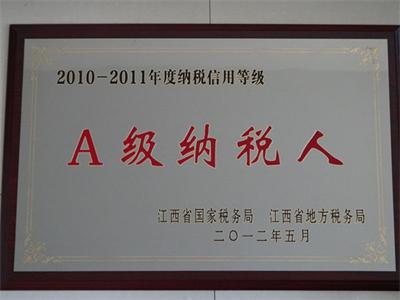 2010-2011年度纳税信用等级
A级纳税人
江西省国家税务局 江西省地方税务局
二〇一二年五月